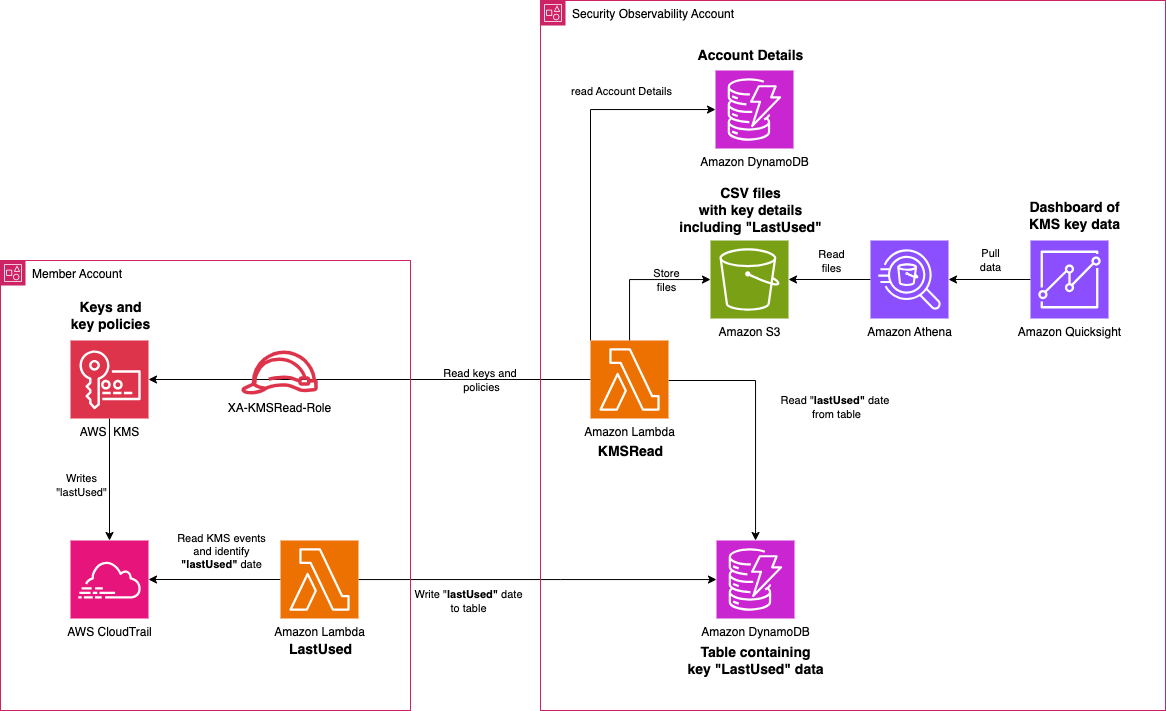 Security Observability Account
Account Details
read Account Details
Amazon DynamoDB
CSV files
with key details
including "LastUsed"
Dashboard of
KMS key data
Store
files
Read
files
Pull
data
Amazon S3
Amazon Athena
Amazon Quicksight
Member Account
Keys and
key policies
XA-KMSRead-Role
Read keys and
policies
AWS KMS
Amazon Lambda
KMSRead
Read "lastUsed" date
from table
Writes
"lastUsed"
Read KMS events
and identify
"lastUsed" date
Write "lastUsed" date
to table
AWS CloudTrail
Amazon Lambda
LastUsed
Amazon DynamoDB
Table containing
key "LastUsed" data